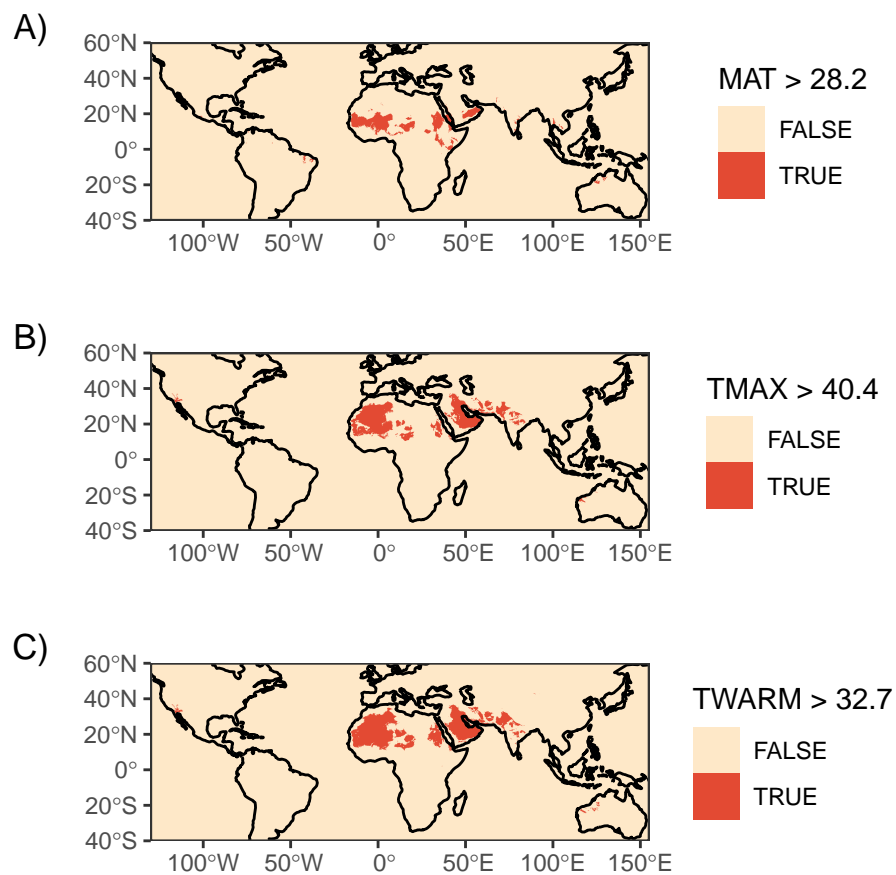 A)
60°N
40°N
20°N
0°
20°S
40°S
100°W 50°W 0° 50°E 100°E 150°E
MAT > 28.2
FALSE
TRUE
B)
60°N
40°N
20°N
0°
20°S
40°S
100°W 50°W 0° 50°E 100°E 150°E
TMAX > 40.4
FALSE
TRUE
C)
60°N
40°N
20°N
0°
20°S
40°S
100°W 50°W 0° 50°E 100°E 150°E
TWARM > 32.7
FALSE
TRUE